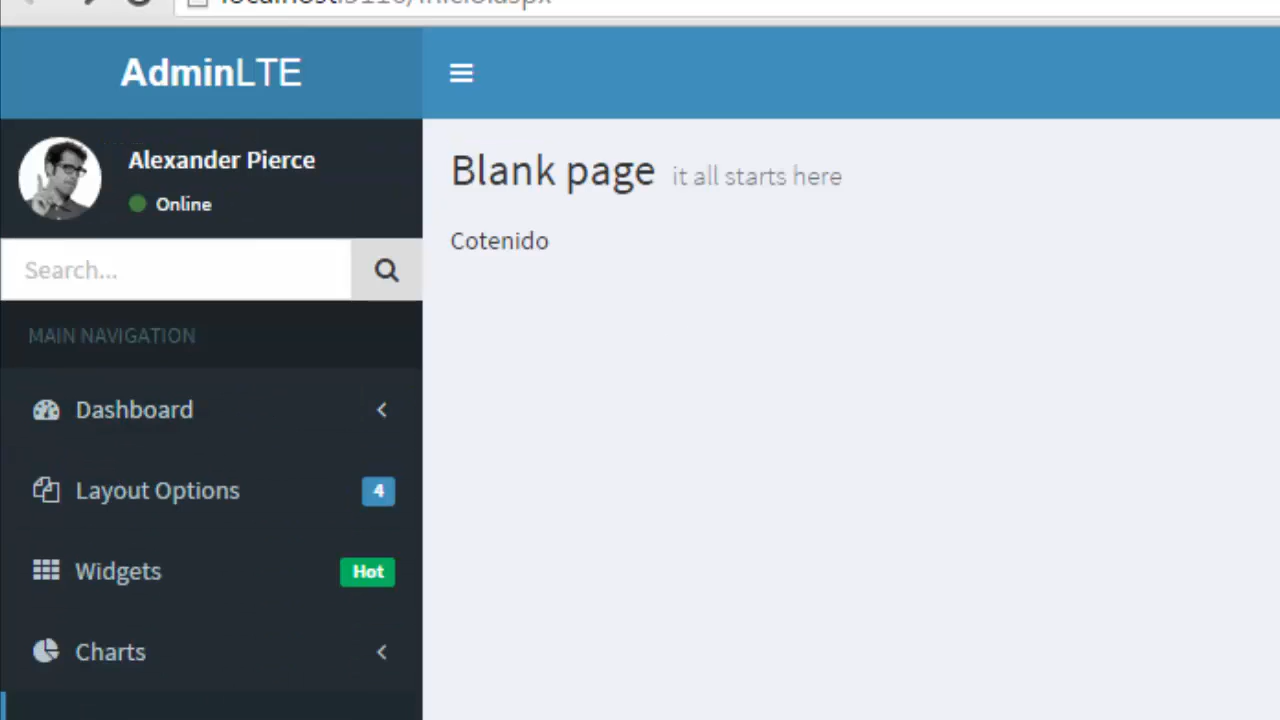 AdminLTE
Alexander Pierce
Online
Search...
MAIN NAVIGATION
Dashboard
Layout Options 4
Widgets Hot
Charts
Blank page it all starts here
Cotenido